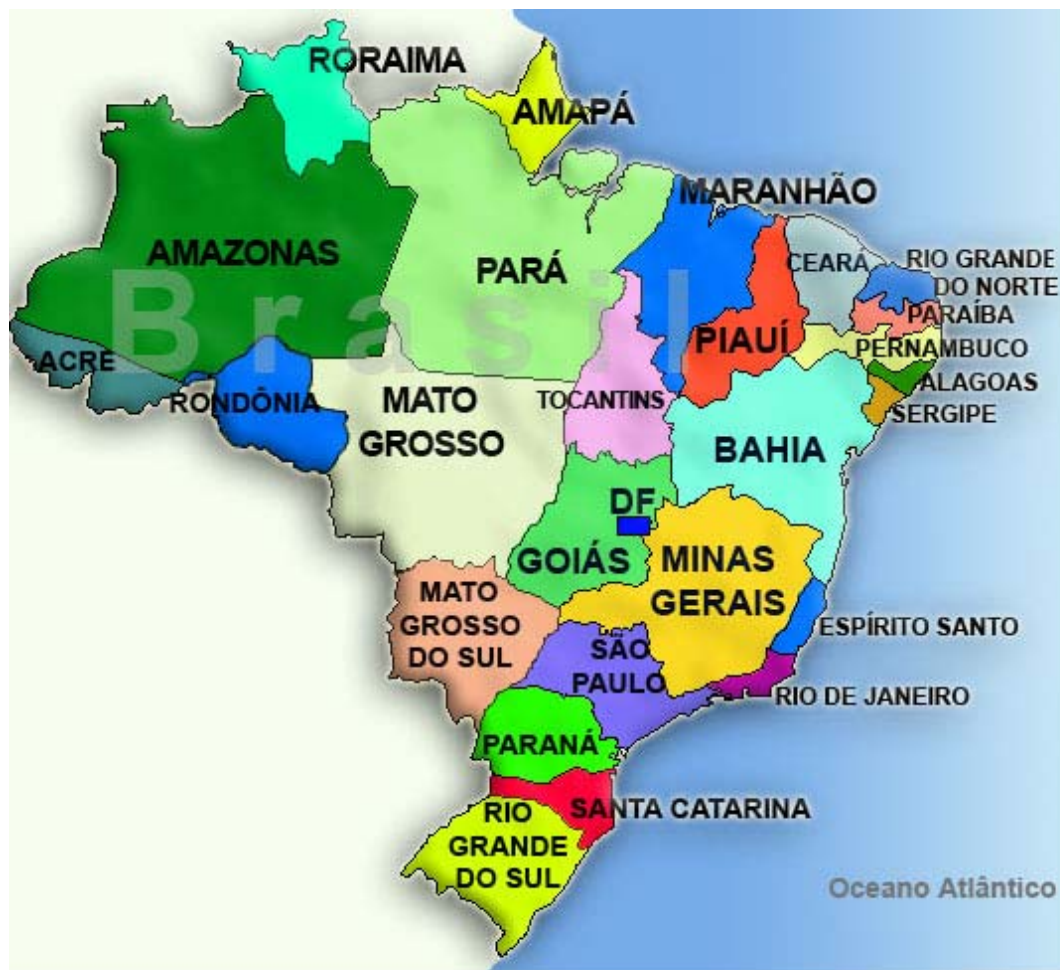 RORAIMA
AMAPÁ
MARANHÃO
AMAZONAS
PARÁ
CEARÁ
RIO GRANDE
DO NORTE
Brasil
PARAÍBA
PIAUÍ
PERNAMBUCO
ACRE
ALAGOAS
RONDÔNIA
MATO
GROSSO
TOCANTINS
SERGIPE
BAHIA
DF
GOIÁS
MINAS
GERAIS
MATO
GROSSO
DO SUL
ESPÍRITO SANTO
SÃO
PAULO
RIO DE JANEIRO
PARANÁ
SANTA CATARINA
RIO
GRANDE
DO SUL
Oceano Atlântico